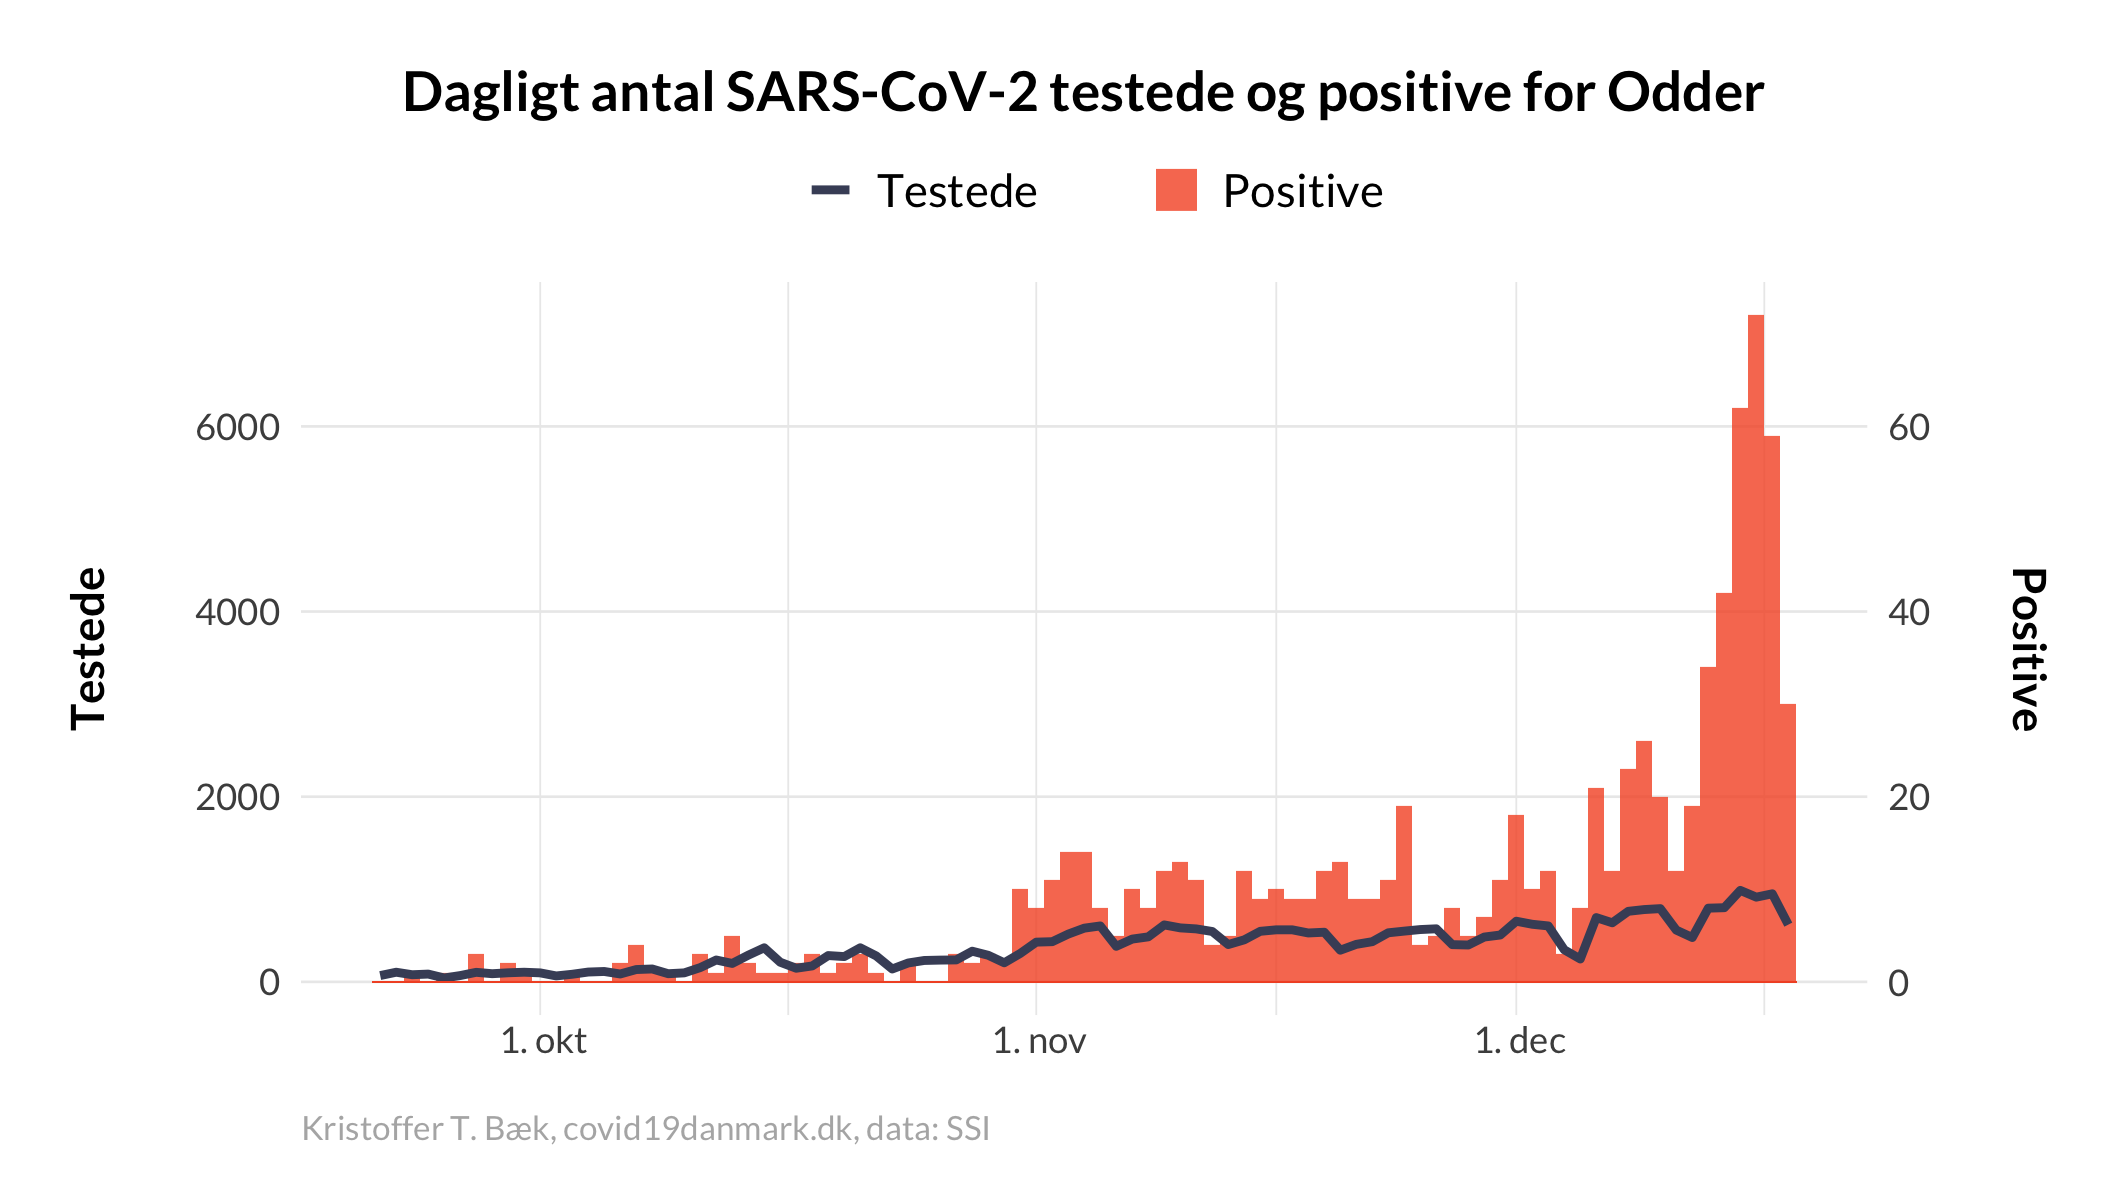 Dagligt antal SARS-CoV-2 testede og positive for Odder
Testede
Positive
6000
4000
2000
0
60
40
20
0
Testede
Positive
1. okt
1. nov
1. dec
Kristoffer T. Bæk, covid19danmark.dk, data: SSI